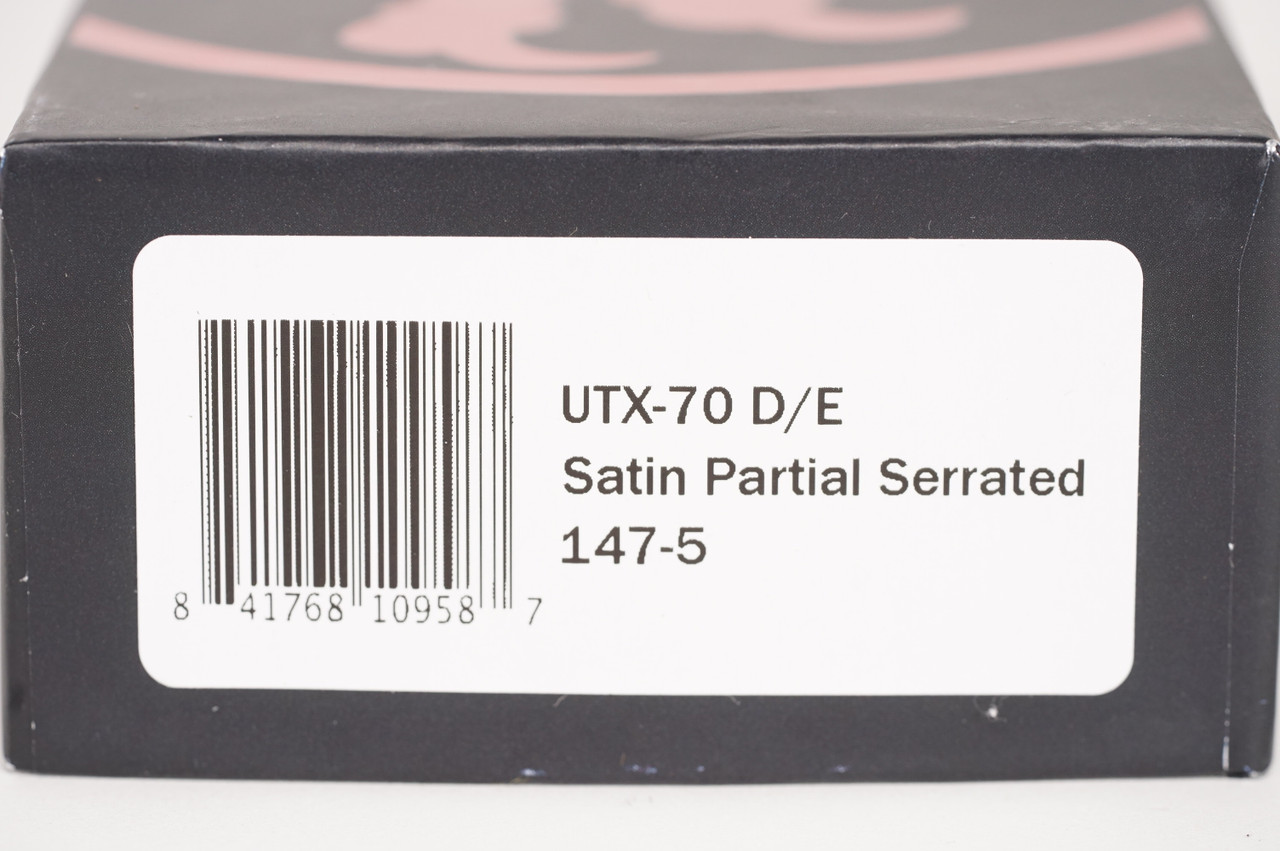 UTX-70 D/E
Satin Partial Serrated
147-5
8 41768 10958 7